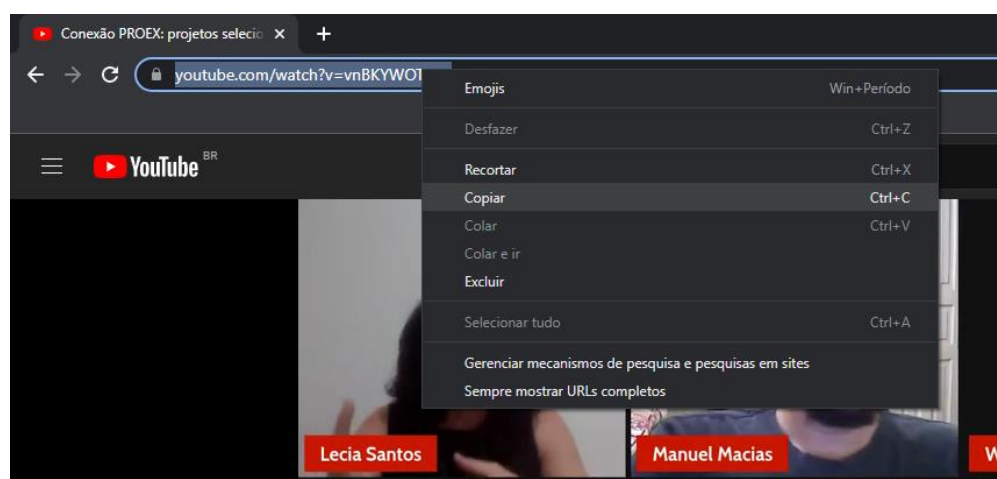 Conexão PROEX: projetos selecio
youtube.com/watch?v=vnBKYWOT
Emojis Win+Período
Desfazer Ctrl+Z
Recortar Ctrl+X
Copiar Ctrl+C
Colar Ctrl+V
Colar e ir
Excluir
Selecionar tudo Ctrl+A
Gerenciar mecanismos de pesquisa e pesquisas em sites
Sempre mostrar URLs completos
YouTube BR
Lecia Santos
Manuel Macias
W